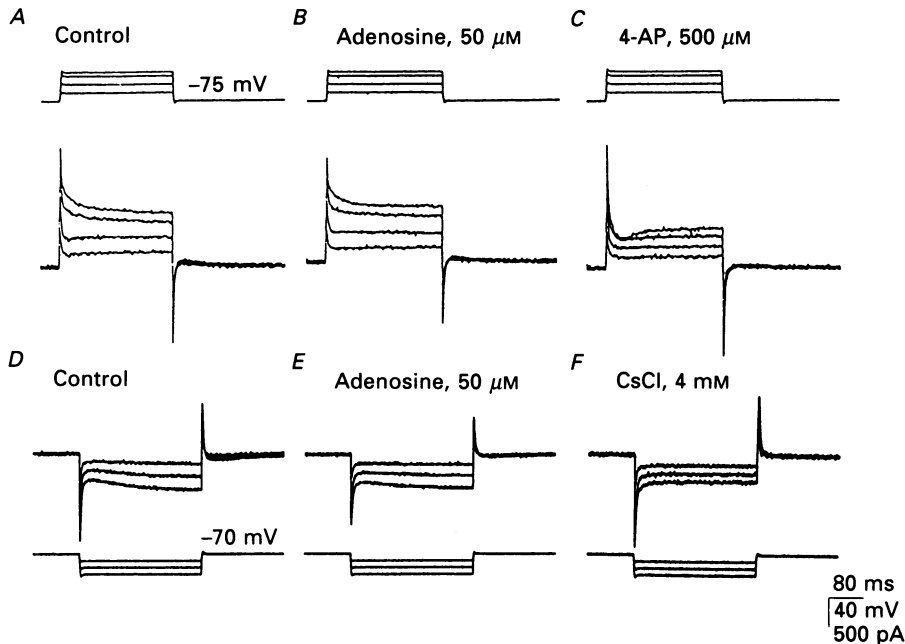 A
Control
B
Adenosine, 50 μM
C
4-AP, 500 μM
−75 mV
D
Control
E
Adenosine, 50 μM
F
CsCl, 4 mM
−70 mV
80 ms
40 mV
500 pA